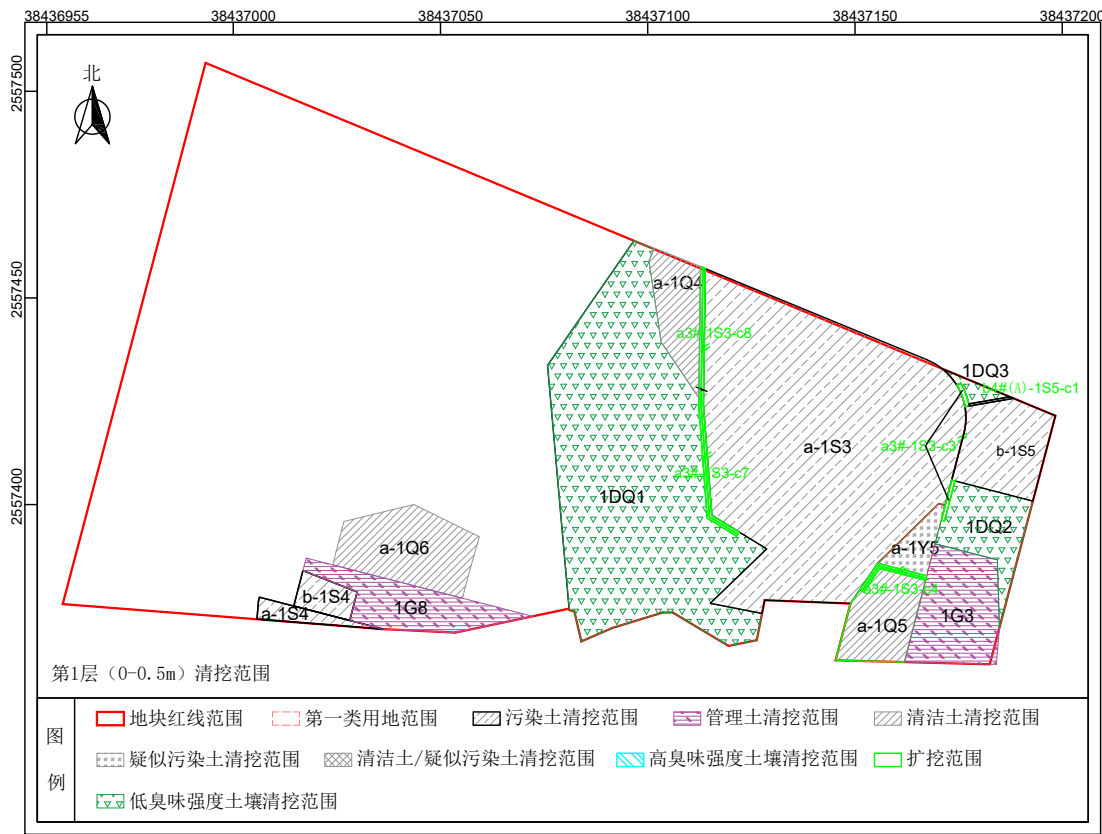 38436955 38437000 38437050 38437100 38437150 38437200
2557500
2557450
2557400
北
a-1Q4
a3#-1S3-c8
1DQ3
b4#(A)-1S5-c1
a-1S3
a3#-1S3-c3
b-1S5
a3#-1S3-c7
1DQ1
1DQ2
a-1Q6
a-1Y5
b-1S4
a-1S4
1G8
a3#-1S3-c4
a-1Q5
1G3
第1层（0-0.5m）清挖范围
图例
地块红线范围 第一类用地范围 污染土清挖范围 管理土清挖范围 清洁土清挖范围
疑似污染土清挖范围 清洁土/疑似污染土清挖范围 高臭味强度土壤清挖范围 扩挖范围
低臭味强度土壤清挖范围